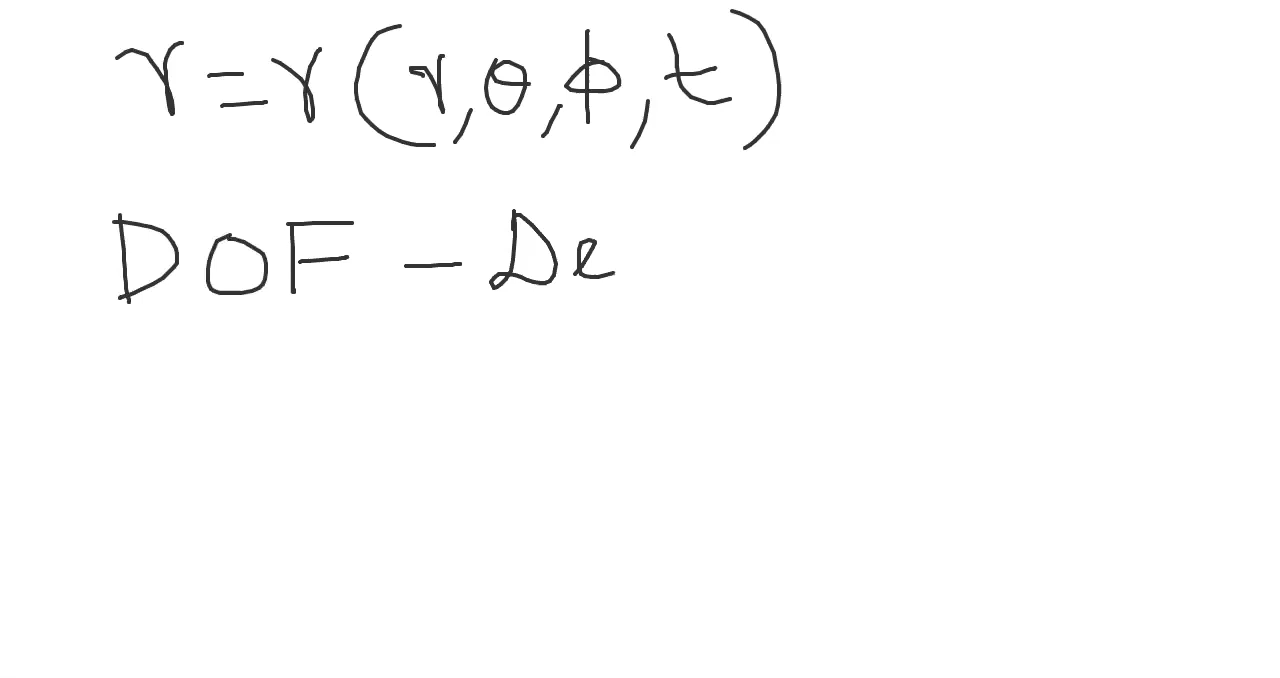 r = r(r, θ, ϕ, t)
DOF - De